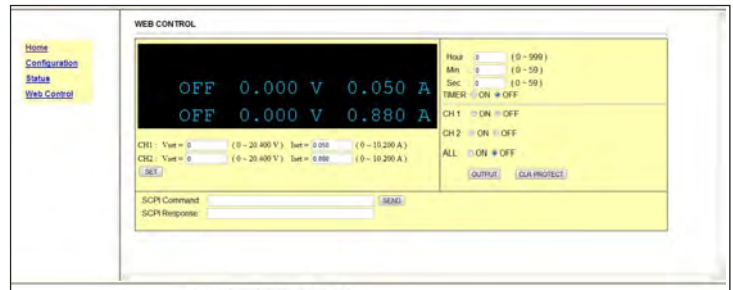 WEB CONTROL
Home
Configuration
Status
Web Control
OFF 0.000 V 0.050 A
OFF 0.000 V 0.880 A
CH1 : Vset = 0 ( 0 ~ 20.400 V ) Iset = 0.050 ( 0 ~ 10.200 A )
CH2 : Vset = 0 ( 0 ~ 20.400 V ) Iset = 0.880 ( 0 ~ 10.200 A )
SET
Hour : 0 ( 0 ~ 999 )
Min : 0 ( 0 ~ 59 )
Sec : 0 ( 0 ~ 59 )
TIMER ON OFF
CH 1 ON OFF
CH 2 ON OFF
ALL ON OFF
OUTPUT CLR PROTECT
SCPI Command: SEND
SCPI Response: